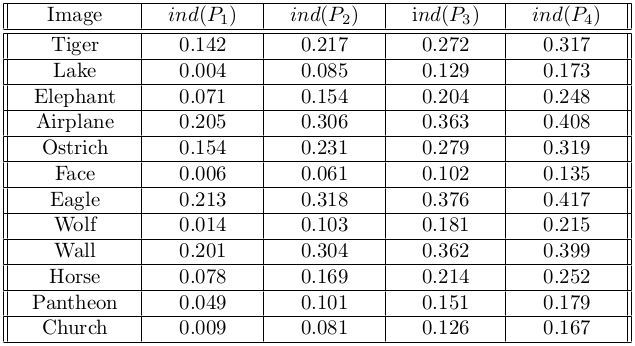 Image ind(P₁) ind(P₂) ind(P₃) ind(P₄)
Tiger 0.142 0.217 0.272 0.317
Lake 0.004 0.085 0.129 0.173
Elephant 0.071 0.154 0.204 0.248
Airplane 0.205 0.306 0.363 0.408
Ostrich 0.154 0.231 0.279 0.319
Face 0.006 0.061 0.102 0.135
Eagle 0.213 0.318 0.376 0.417
Wolf 0.014 0.103 0.181 0.215
Wall 0.201 0.304 0.362 0.399
Horse 0.078 0.169 0.214 0.252
Pantheon 0.049 0.101 0.151 0.179
Church 0.009 0.081 0.126 0.167